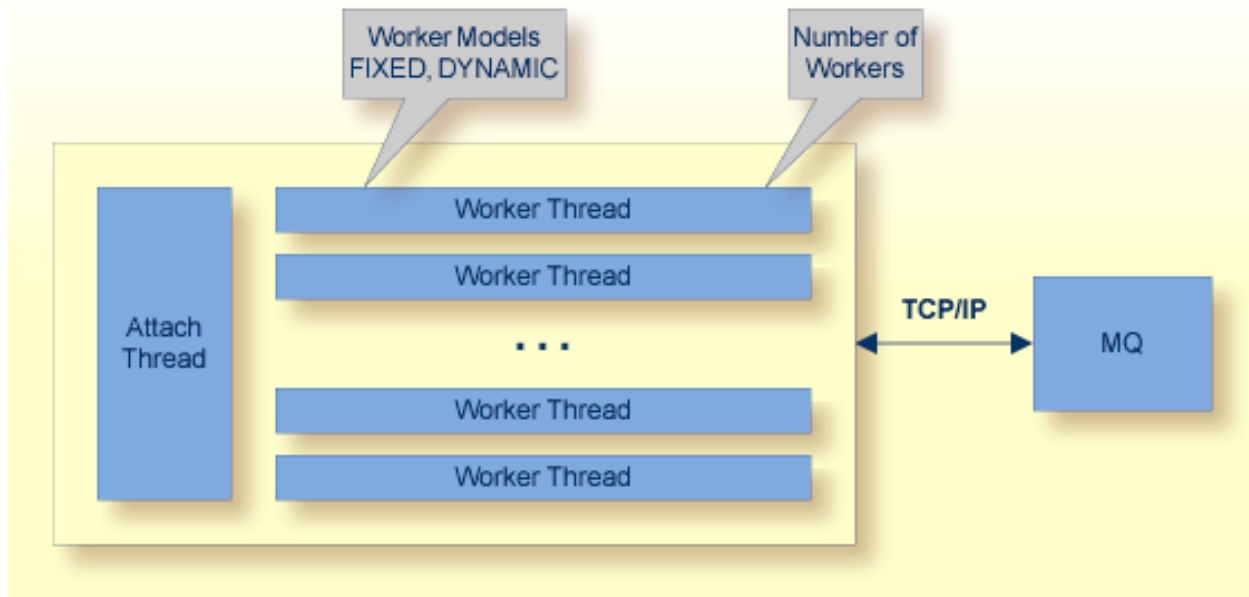 Worker Models
FIXED, DYNAMIC
Number of
Workers
Worker Thread
Worker Thread
Attach
Thread
...
Worker Thread
Worker Thread
TCP/IP
MQ